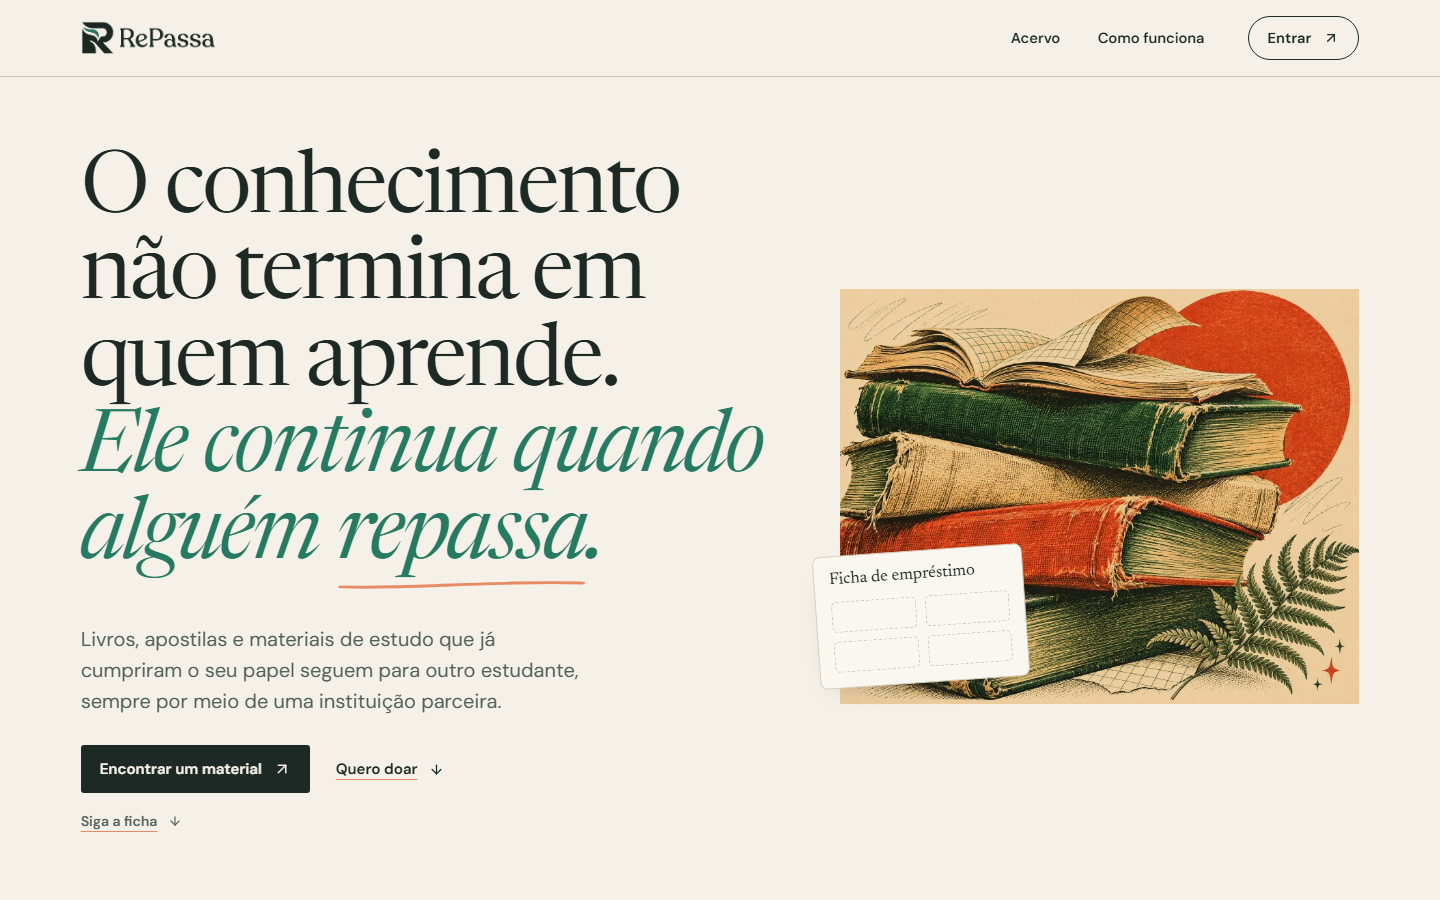 RePassa
Acervo
Como funciona
Entrar
O conhecimento
não termina em
quem aprende.
Ele continua quando
alguém repassa.
Livros, apostilas e materiais de estudo que já
cumpriram o seu papel seguem para outro estudante,
sempre por meio de uma instituição parceira.
Encontrar um material
Quero doar
Siga a ficha
Ficha de empréstimo